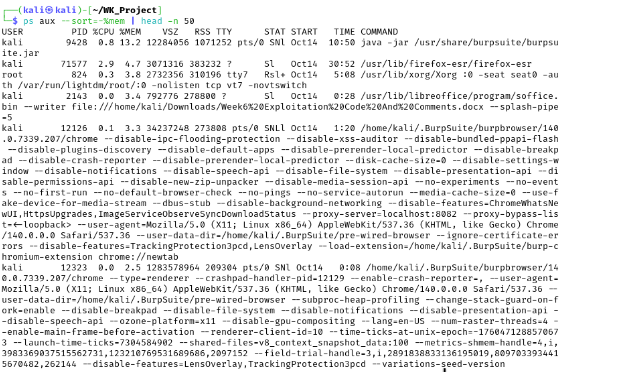 ┌──(kali㉿kali)-[~/WK_Project]
└─$ ps aux --sort=-%mem | head -n 50
USER         PID %CPU %MEM    VSZ   RSS TTY      STAT START   TIME COMMAND
kali        9428  0.8 13.2 12284056 1071252 pts/0 SNl Oct14  10:50 java -jar /usr/share/burpsuite/burpsu
ite.jar
kali       71577  2.9  4.7 3071316 383232 ?      Sl   Oct14  30:52 /usr/lib/firefox-esr/firefox-esr
root         824  0.3  3.8 2732356 310196 tty7   Rsl+ Oct14   5:08 /usr/lib/xorg/Xorg :0 -seat seat0 -au
th /var/run/lightdm/root/:0 -nolisten tcp vt7 -novtswitch
kali        2143  0.0  3.4 792776 278800 ?       Sl   Oct14   0:28 /usr/lib/libreoffice/program/soffice.
bin --writer file:///home/kali/Downloads/Week6%20Exploitation%20Code%20And%20Comments.docx --splash-pipe
=5
kali       12126  0.1  3.3 34237248 273808 pts/0 SNLl Oct14   1:20 /home/kali/.BurpSuite/burpbrowser/140
.0.7339.207/chrome --disable-ipc-flooding-protection --disable-xss-auditor --disable-bundled-ppapi-flash
 --disable-plugins-discovery --disable-default-apps --disable-prerender-local-predictor --disable-breakp
ad --disable-crash-reporter --disable-prerender-local-predictor --disk-cache-size=0 --disable-settings-w
indow --disable-notifications --disable-speech-api --disable-file-system --disable-presentation-api --di
sable-permissions-api --disable-new-zip-unpacker --disable-media-session-api --no-experiments --no-event
s --no-first-run --no-default-browser-check --no-pings --no-service-autorun --media-cache-size=0 --use-f
ake-device-for-media-stream --dbus-stub --disable-background-networking --disable-features=ChromeWhatsNe
wUI,HttpsUpgrades,ImageServiceObserveSyncDownloadStatus --proxy-server=localhost:8082 --proxy-bypass-lis
t=<-loopback> --user-agent=Mozilla/5.0 (X11; Linux x86_64) AppleWebKit/537.36 (KHTML, like Gecko) Chrome
/140.0.0.0 Safari/537.36 --user-data-dir=/home/kali/.BurpSuite/pre-wired-browser --ignore-certificate-er
rors --disable-features=TrackingProtection3pcd,LensOverlay --load-extension=/home/kali/.BurpSuite/burp-c
hromium-extension chrome://newtab
kali       12323  0.0  2.5 1283578964 209304 pts/0 SNl Oct14   0:08 /home/kali/.BurpSuite/burpbrowser/14
0.0.7339.207/chrome --type=renderer --crashpad-handler-pid=12129 --enable-crash-reporter=, --user-agent=
Mozilla/5.0 (X11; Linux x86_64) AppleWebKit/537.36 (KHTML, like Gecko) Chrome/140.0.0.0 Safari/537.36 --
user-data-dir=/home/kali/.BurpSuite/pre-wired-browser --subproc-heap-profiling --change-stack-guard-on-f
ork=enable --disable-breakpad --disable-file-system --disable-notifications --disable-presentation-api -
-disable-speech-api --ozone-platform=x11 --disable-gpu-compositing --lang=en-US --num-raster-threads=4 -
-enable-main-frame-before-activation --renderer-client-id=10 --time-ticks-at-unix-epoch=-176047128857067
3 --launch-time-ticks=7304584902 --shared-files=v8_context_snapshot_data:100 --metrics-shmem-handle=4,i,
3983369037515562731,12321076953168‌9686,2097152 --field-trial-handle=3,i,2891838833136195019,809703393441
5670482,262144 --disable-features=LensOverlay,TrackingProtection3pcd --variations-seed-version